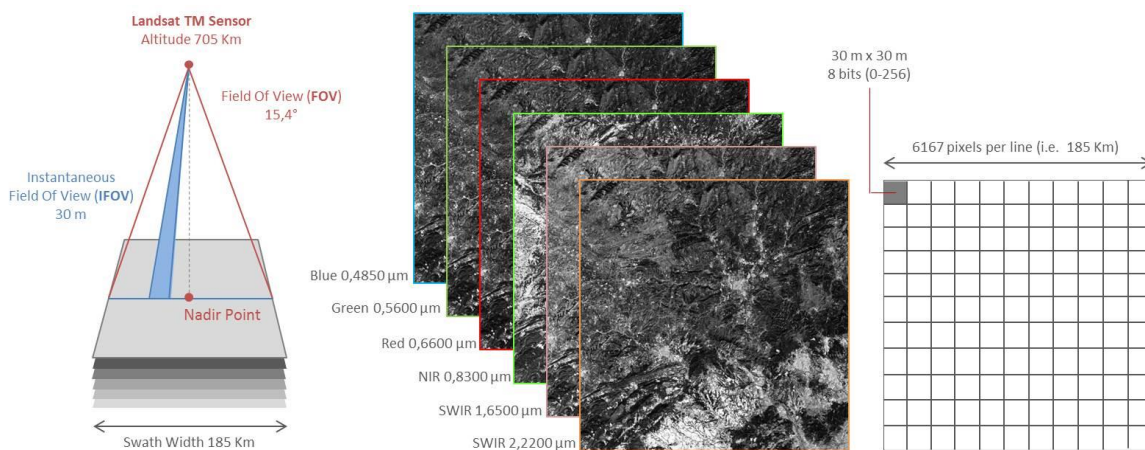 Landsat TM Sensor
Altitude 705 Km
Field Of View (FOV)
15,4°
Instantaneous
Field Of View (IFOV)
30 m
Nadir Point
Swath Width 185 Km
Blue 0,4850 µm
Green 0,5600 µm
Red 0,6600 µm
NIR 0,8300 µm
SWIR 1,6500 µm
SWIR 2,2200 µm
30 m x 30 m
8 bits (0-256)
6167 pixels per line (i.e. 185 Km)